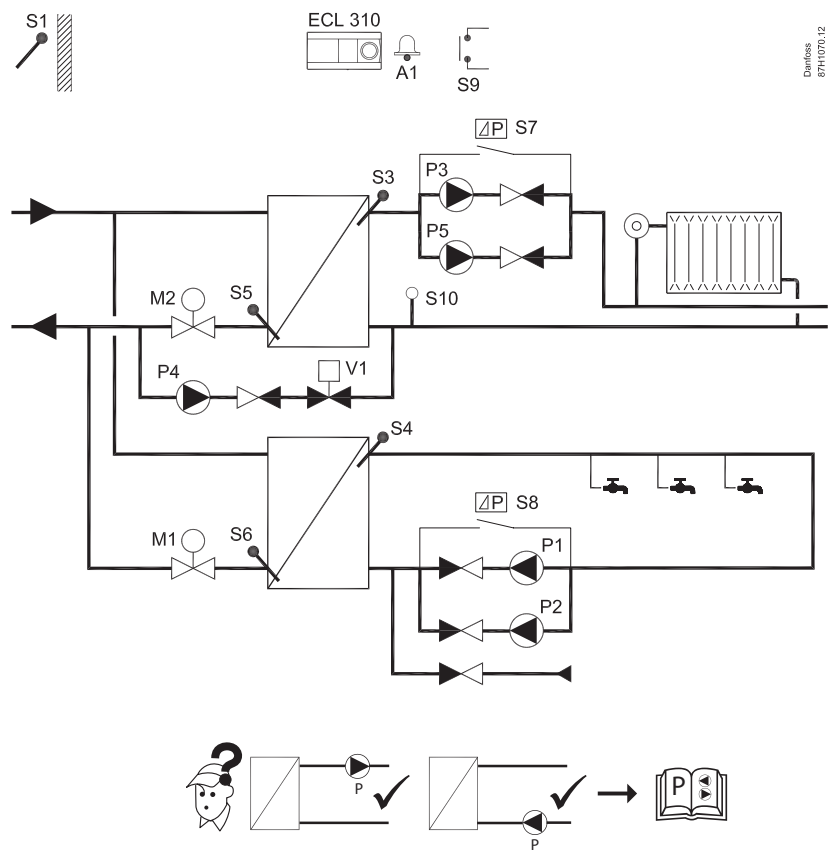 S1
ECL 310
A1
S9
Danfoss
87H1070.12
⊿P S7
S3
P3
P5
M2
S5
S10
P4
V1
S4
⊿P S8
M1
S6
P1
P2
P
P
P